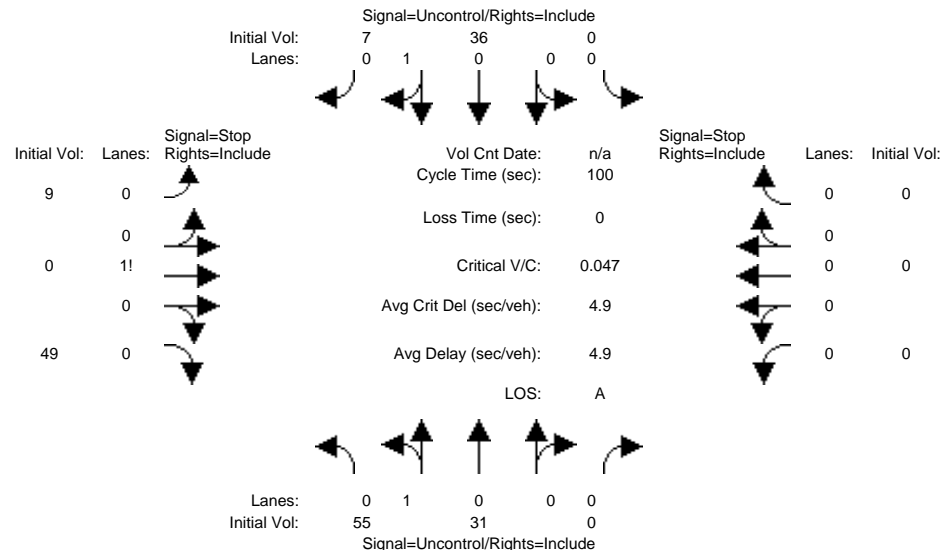 Signal=Uncontrol/Rights=Include
Initial Vol: 7 36 0
Lanes: 0 1 0 0 0
Signal=Stop Signal=Stop
Initial Vol: Lanes: Rights=Include Vol Cnt Date: n/a Rights=Include Lanes: Initial Vol:
Cycle Time (sec): 100
9 0 0 0
Loss Time (sec): 0
0 0
0 1! Critical V/C: 0.047 0 0
0 Avg Crit Del (sec/veh): 4.9 0
49 0 Avg Delay (sec/veh): 4.9 0 0
LOS: A
Lanes: 0 1 0 0 0
Initial Vol: 55 31 0
Signal=Uncontrol/Rights=Include